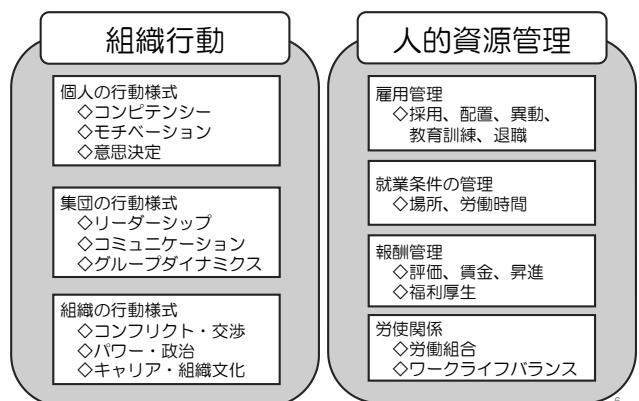 組織行動
個人の行動様式
◇コンピテンシー
◇モチベーション
◇意思決定
集団の行動様式
◇リーダーシップ
◇コミュニケーション
◇グループダイナミクス
組織の行動様式
◇コンフリクト・交渉
◇パワー・政治
◇キャリア・組織文化
人的資源管理
雇用管理
◇採用、配置、異動、
教育訓練、退職
就業条件の管理
◇場所、労働時間
報酬管理
◇評価、賃金、昇進
◇福利厚生
労使関係
◇労働組合
◇ワークライフバランス
6